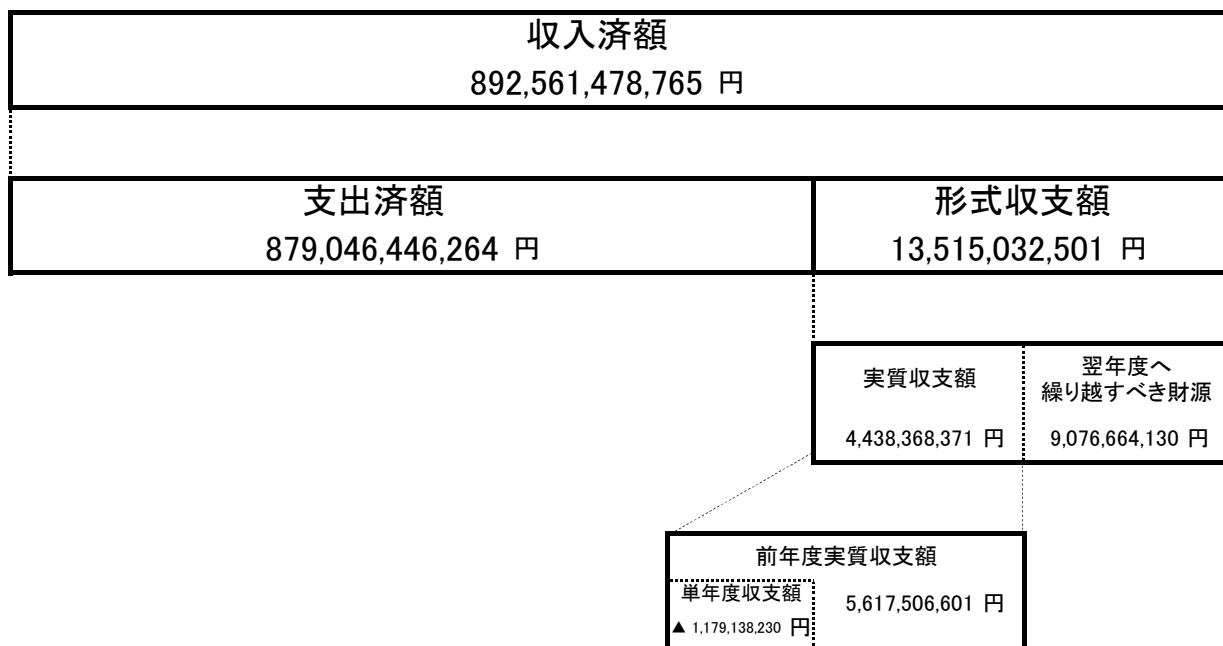 収入済額
892,561,478,765 円
支出済額
879,046,446,264 円
形式収支額
13,515,032,501 円
実質収支額
4,438,368,371 円
翌年度へ
繰り越すべき財源
9,076,664,130 円
前年度実質収支額
5,617,506,601 円
単年度収支額
▲ 1,179,138,230 円